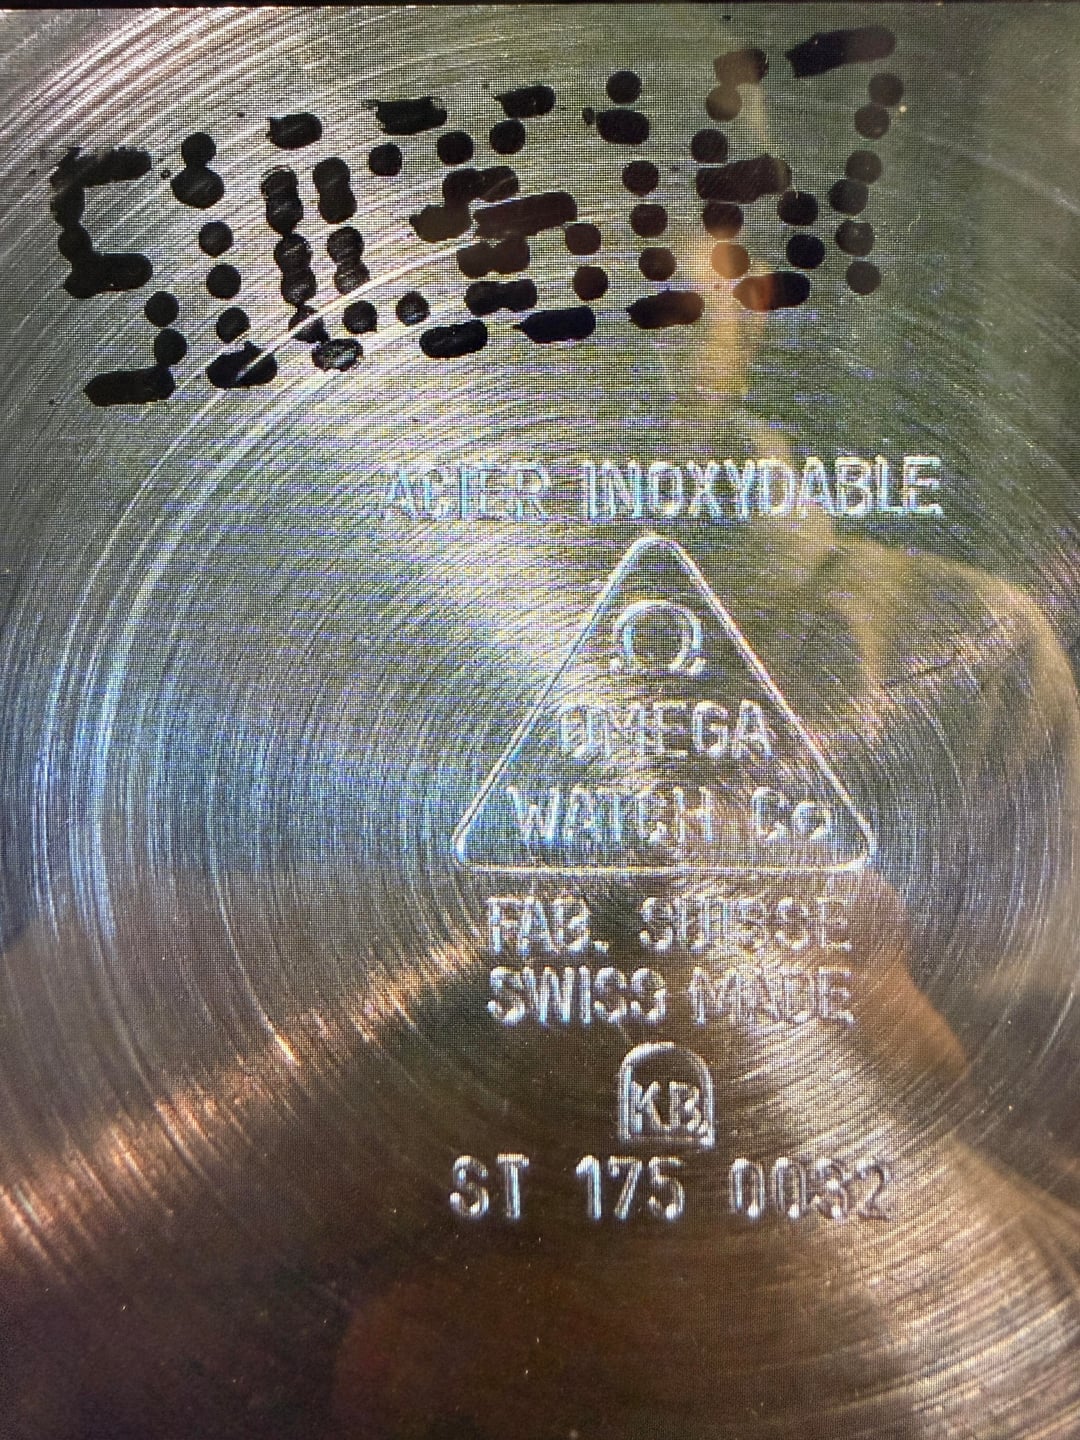 ACIER INOXYDABLE
Ω
OMEGA
WATCH Co
FAB. SUISSE
SWISS MADE
KB
ST 175 0032